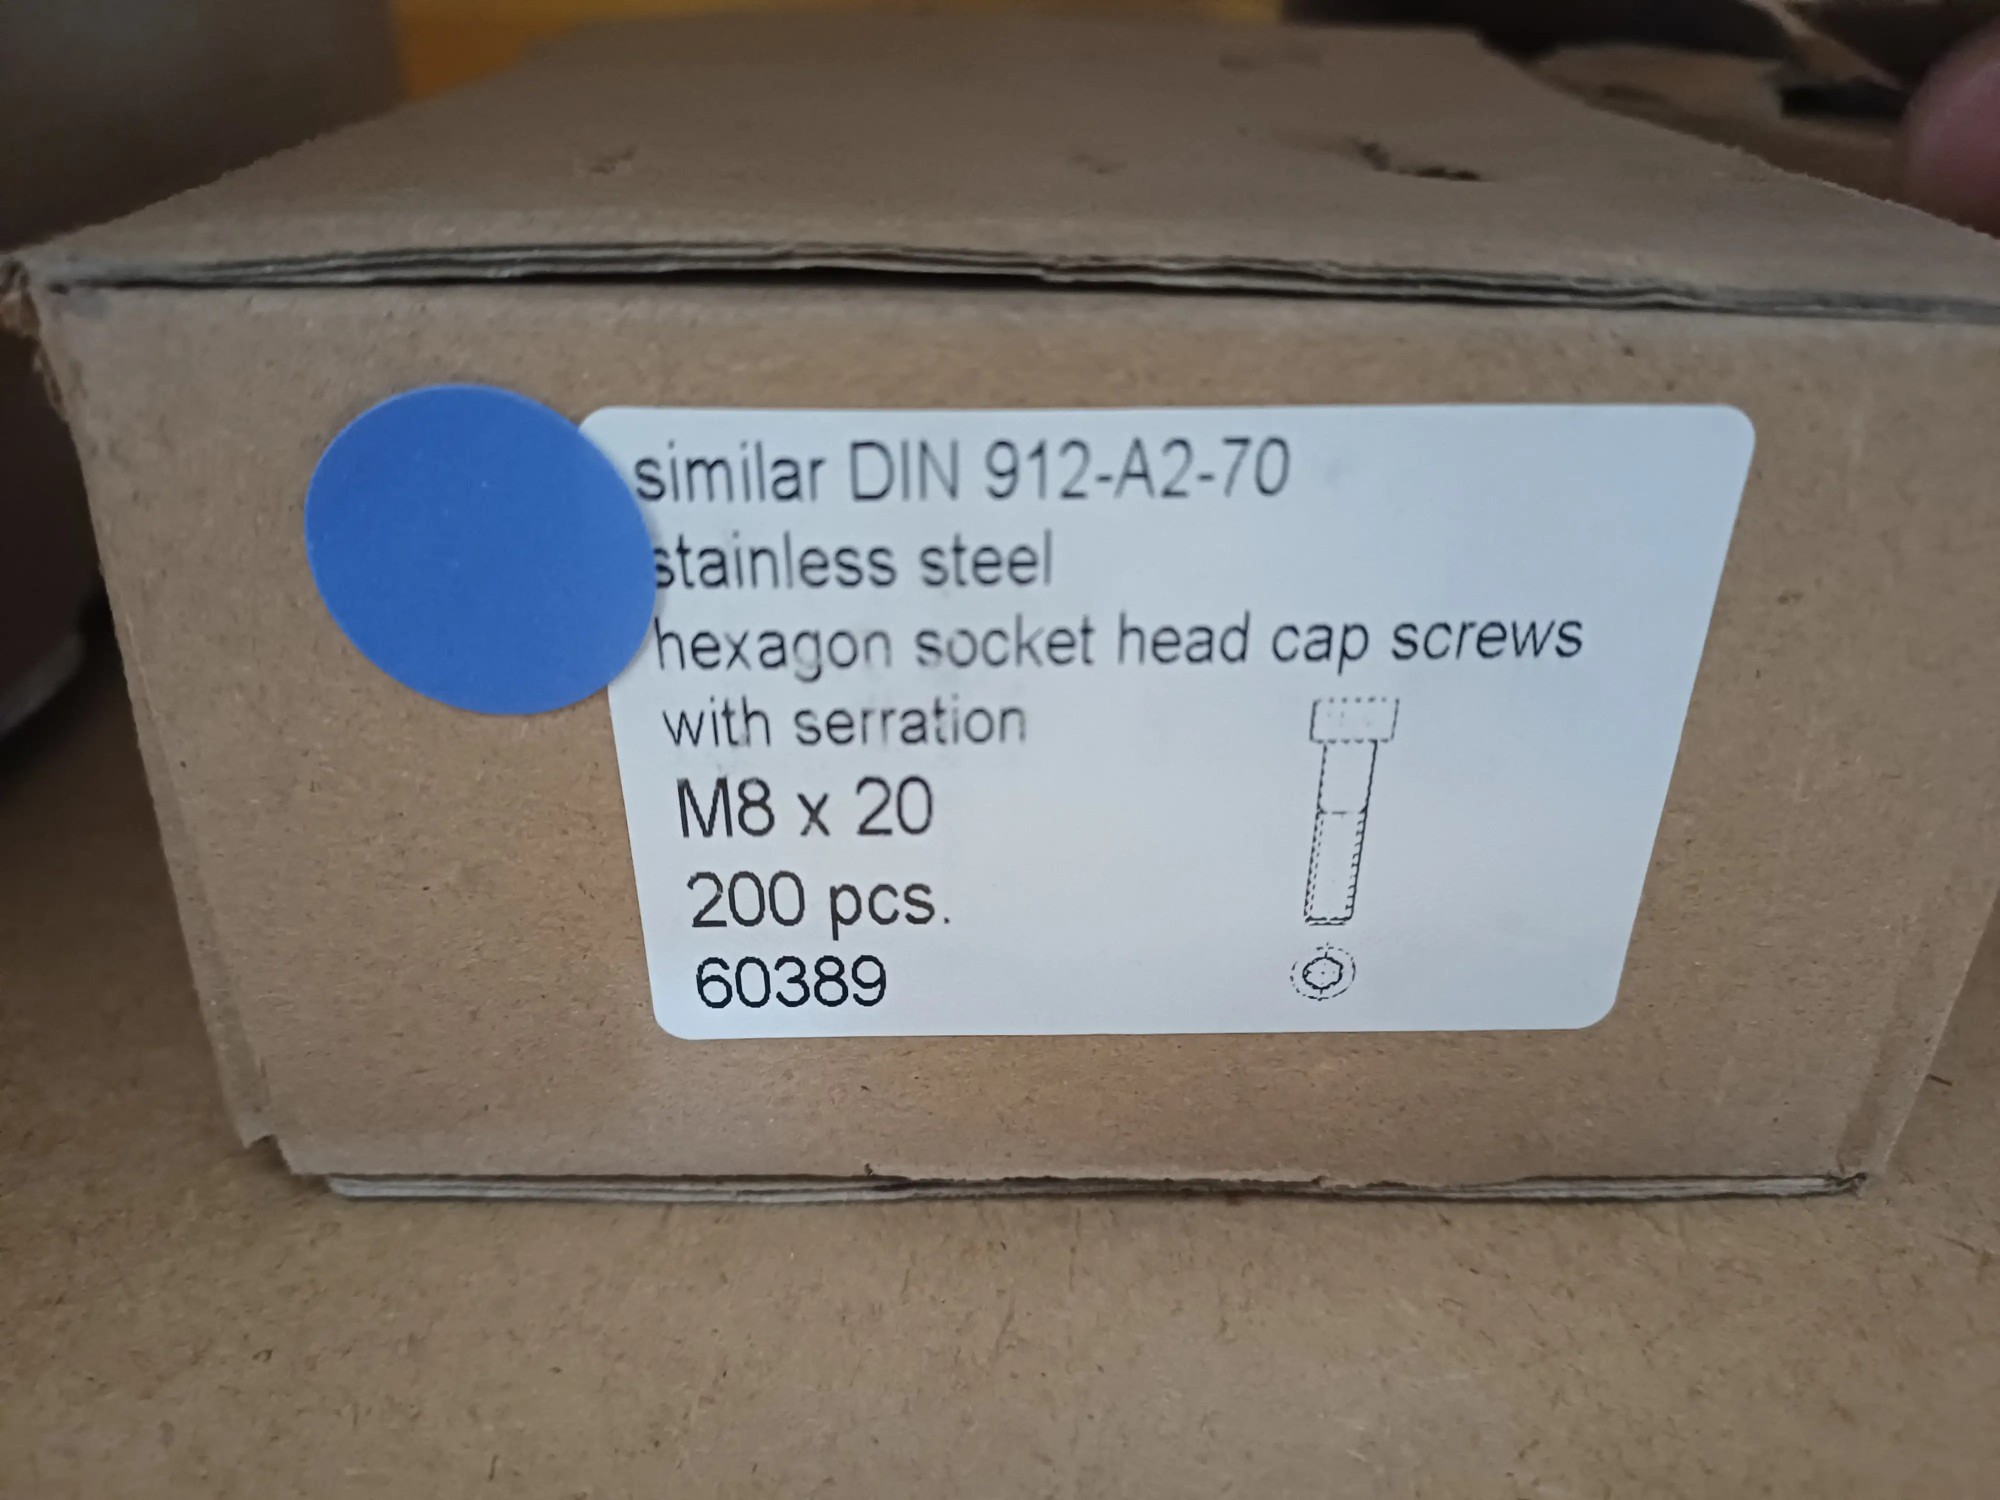 similar DIN 912-A2-70
stainless steel
hexagon socket head cap screws
with serration
M8 x 20
200 pcs.
60389